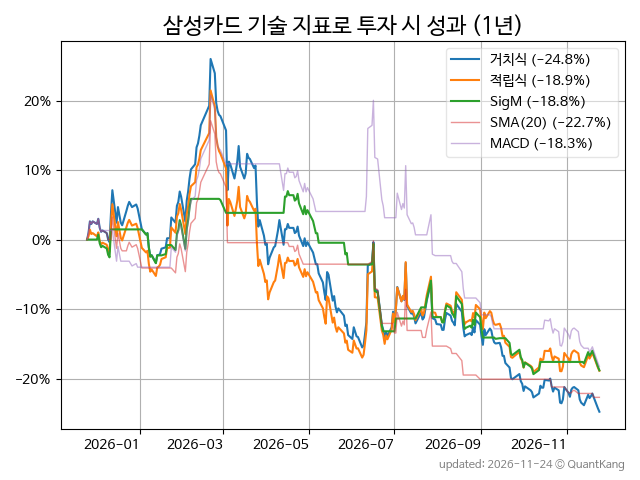 삼성카드 기술 지표로 투자 시 성과 (1년)
거치식 (−24.8%)
적립식 (−18.9%)
SigM (−18.8%)
SMA(20) (−22.7%)
MACD (−18.3%)
20%
10%
0%
−10%
−20%
2026-01 2026-03 2026-05 2026-07 2026-09 2026-11
updated: 2026-11-24 © QuantKang